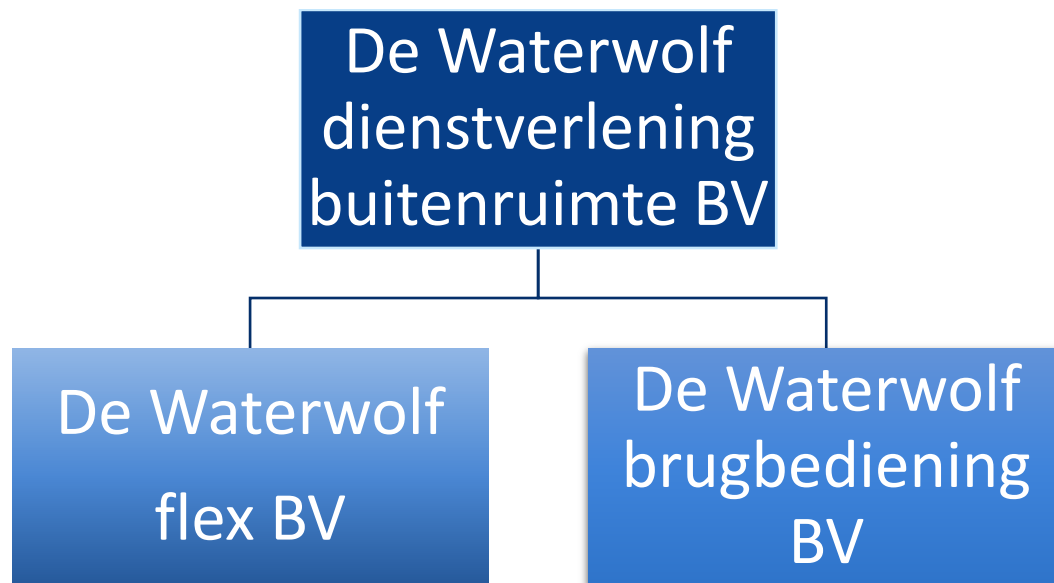 De Waterwolf
dienstverlening
buitenruimte BV
De Waterwolf
flex BV
De Waterwolf
brugbediening
BV